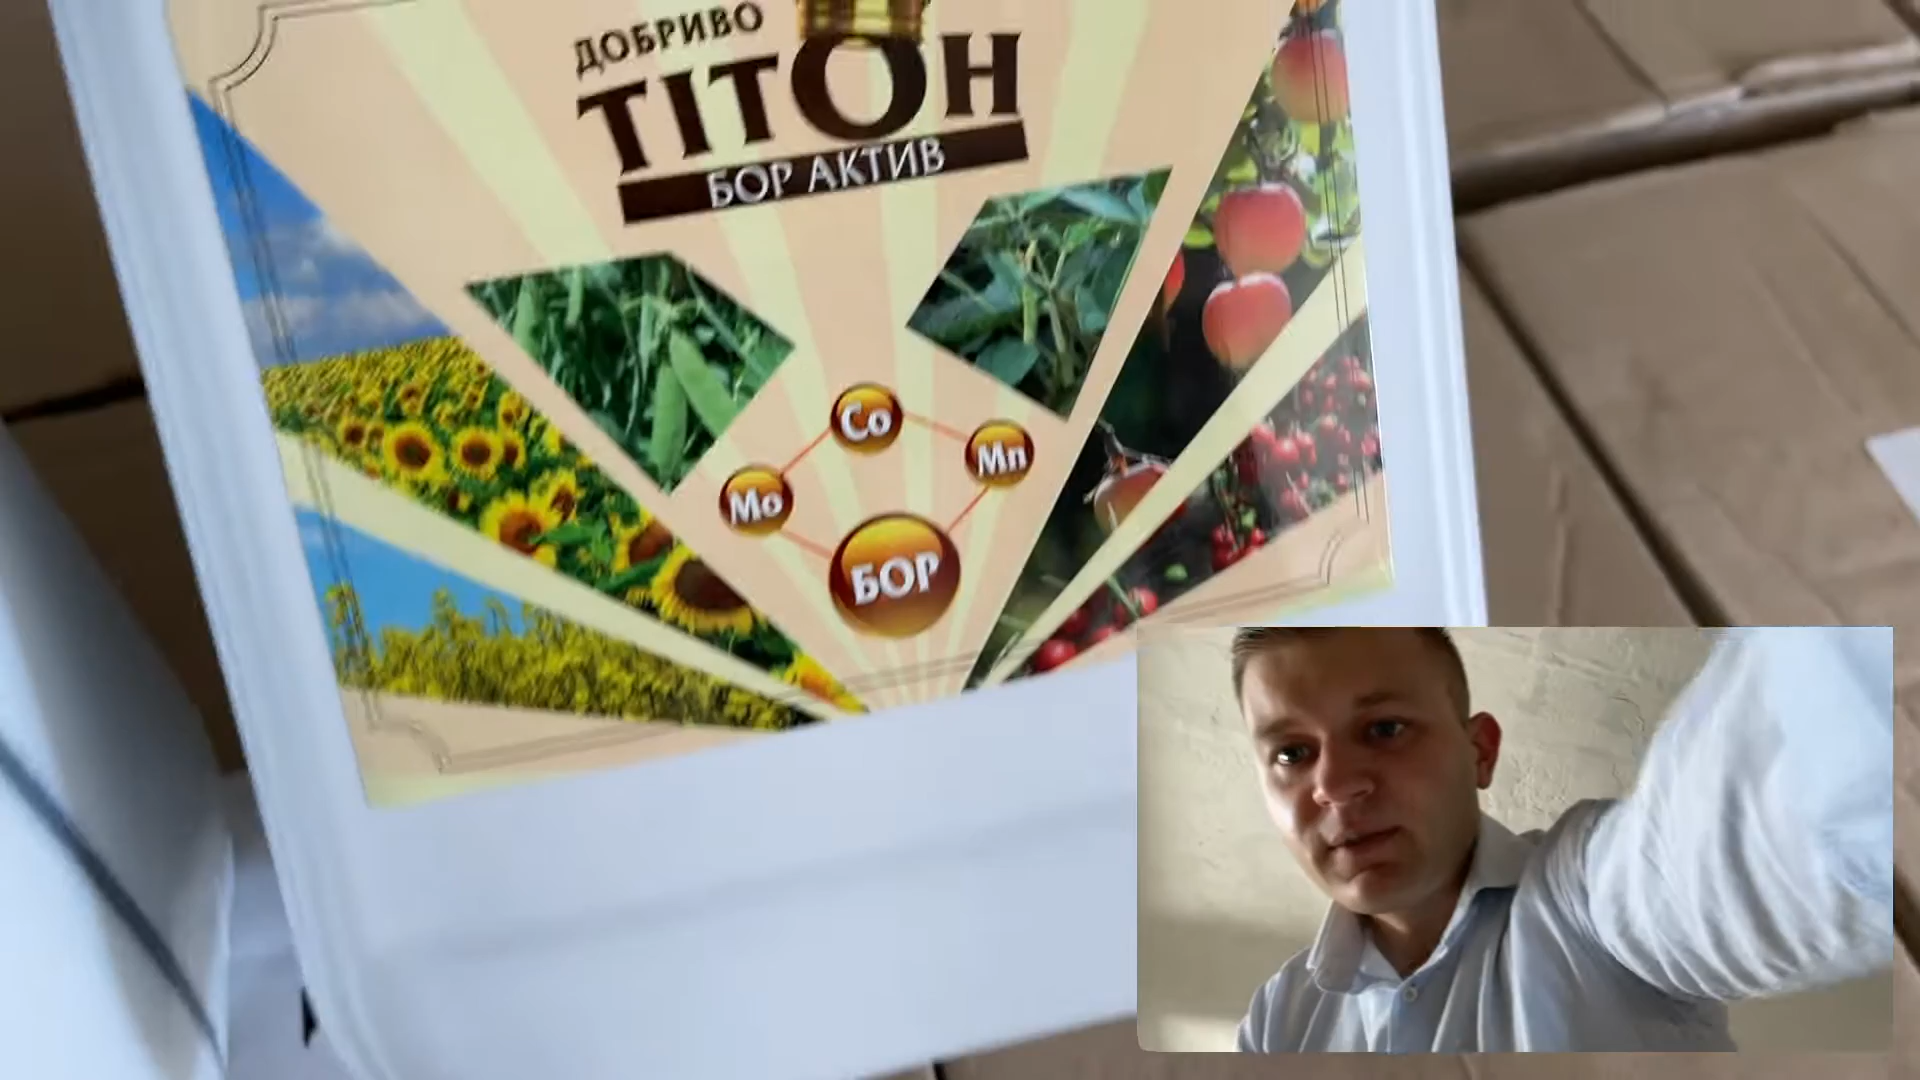 ДОБРИВО
ТІТОН
БОР АКТИВ
Co
Mn
Mo
БОР